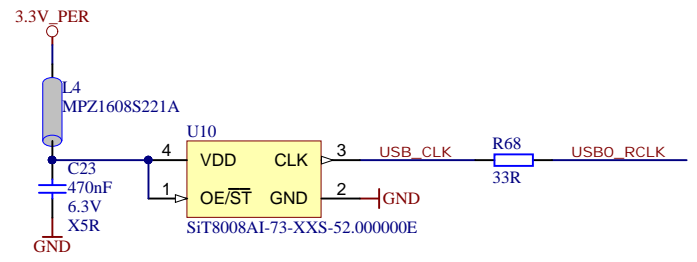 3.3V_PER
L4
MPZ1608S221A
U10
4
VDD
CLK
3
USB_CLK
R68
33R
USB0_RCLK
C23
470nF
6.3V
X5R
GND
1
OE/ST
GND
2
GND
SiT8008AI-73-XXS-52.000000E